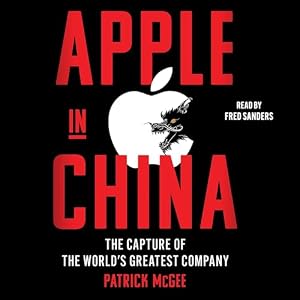 APPLE
IN
CHINA
READ BY
FRED SANDERS
THE CAPTURE OF
THE WORLD'S GREATEST COMPANY
PATRICK McGEE